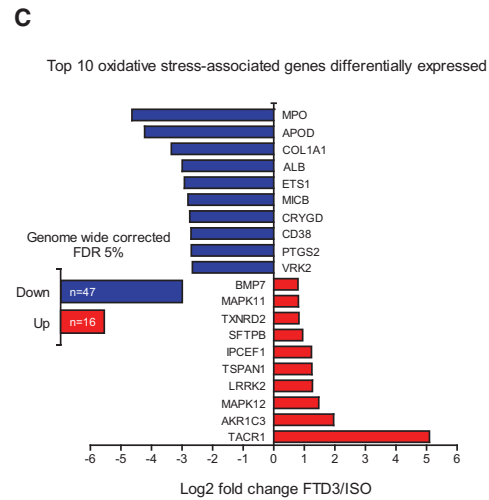 C
Top 10 oxidative stress-associated genes differentially expressed
MPO
APOD
COL1A1
ALB
ETS1
MICB
CRYGD
CD38
PTGS2
VRK2
Genome wide corrected
FDR 5%
Down
n=47
Up
n=16
BMP7
MAPK11
TXNRD2
SFTPB
IPCEF1
TSPAN1
LRRK2
MAPK12
AKR1C3
TACR1
-6 -5 -4 -3 -2 -1 0 1 2 3 4 5 6
Log2 fold change FTD3/ISO